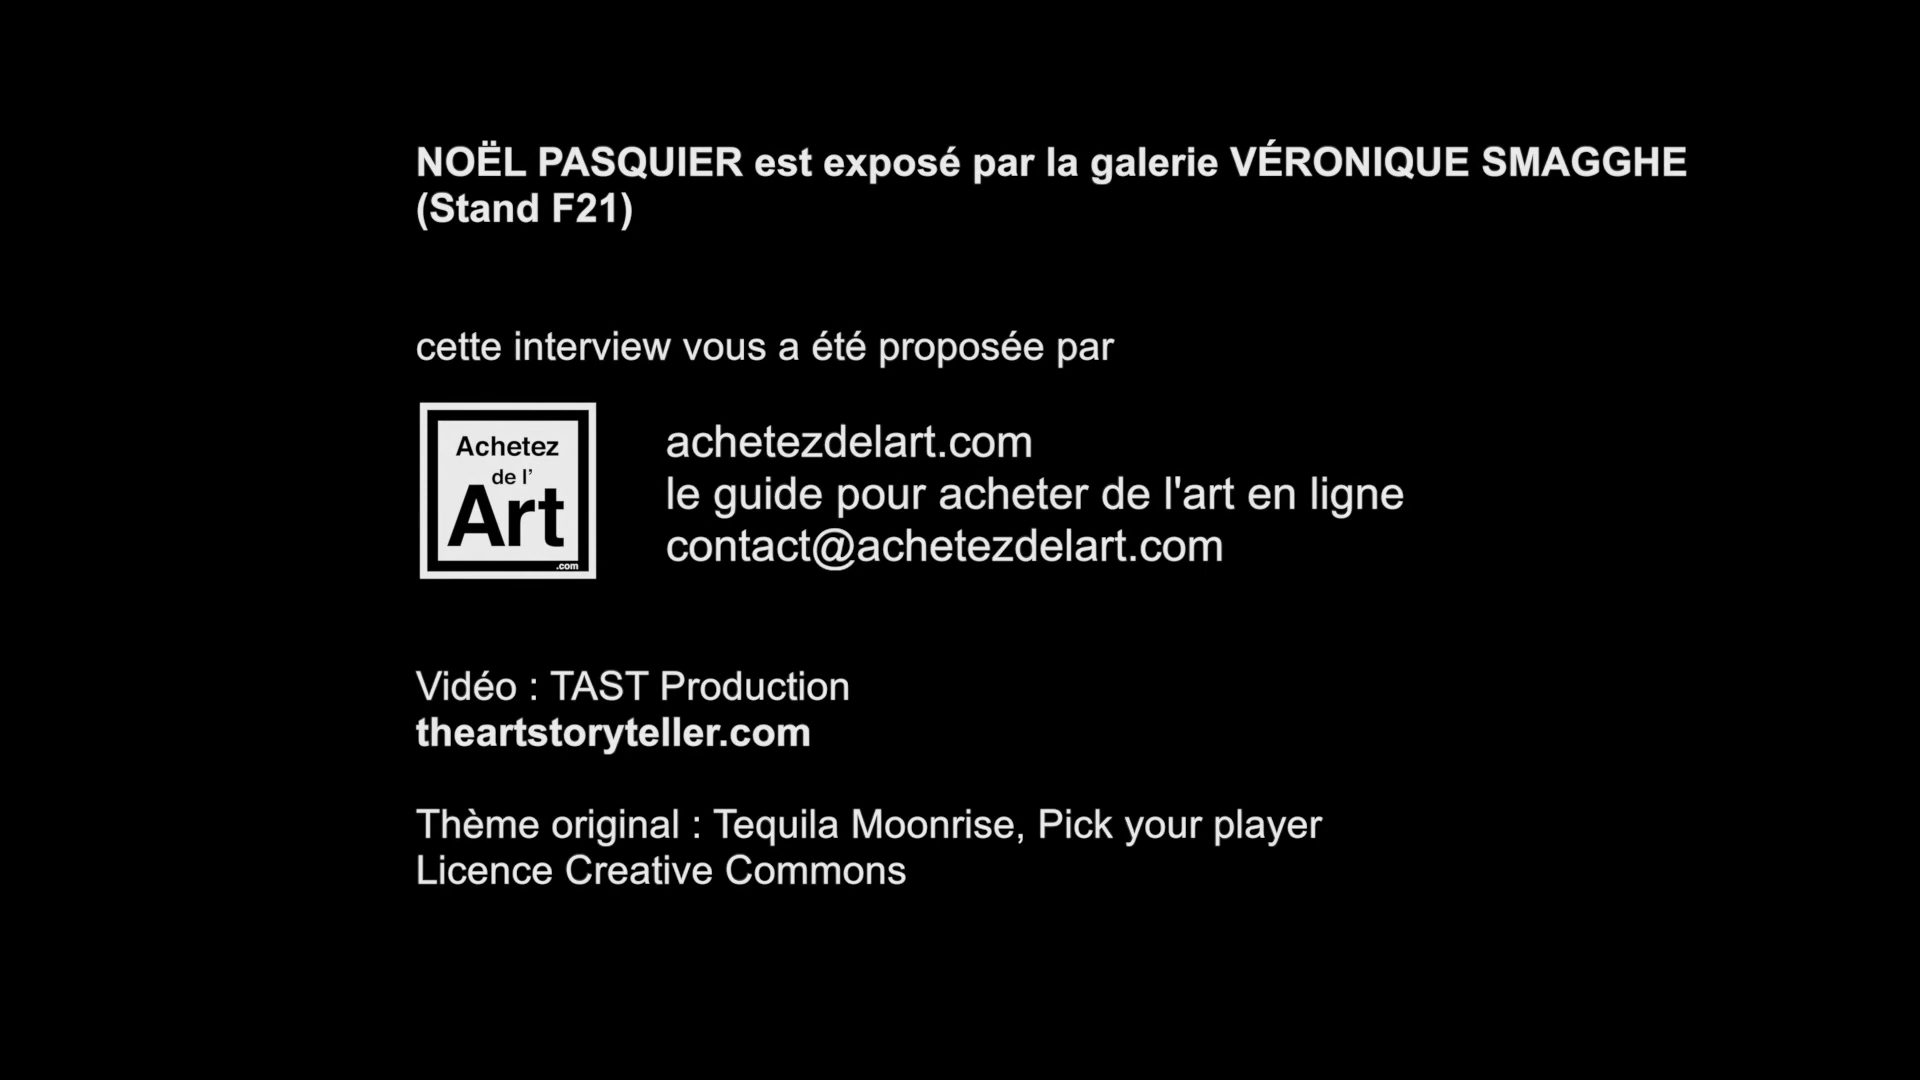 NOËL PASQUIER est exposé par la galerie VÉRONIQUE SMAGGHE
(Stand F21)
cette interview vous a été proposée par
Achetez
de l’
Art
.com
achetezdelart.com
le guide pour acheter de l'art en ligne
contact@achetezdelart.com
Vidéo : TAST Production
theartstoryteller.com
Thème original : Tequila Moonrise, Pick your player
Licence Creative Commons